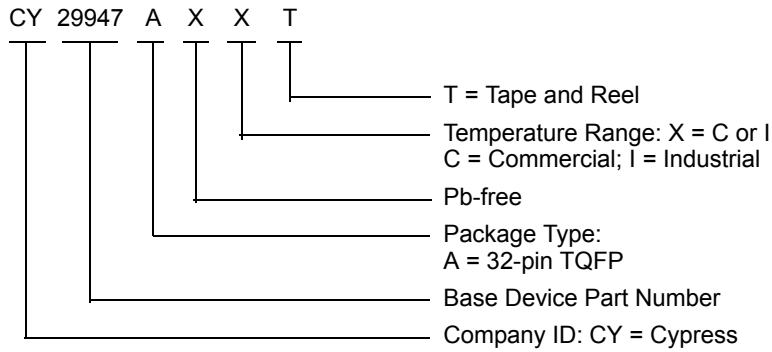 CY 29947 A X X T
T = Tape and Reel
Temperature Range: X = C or I
C = Commercial; I = Industrial
Pb-free
Package Type:
A = 32-pin TQFP
Base Device Part Number
Company ID: CY = Cypress